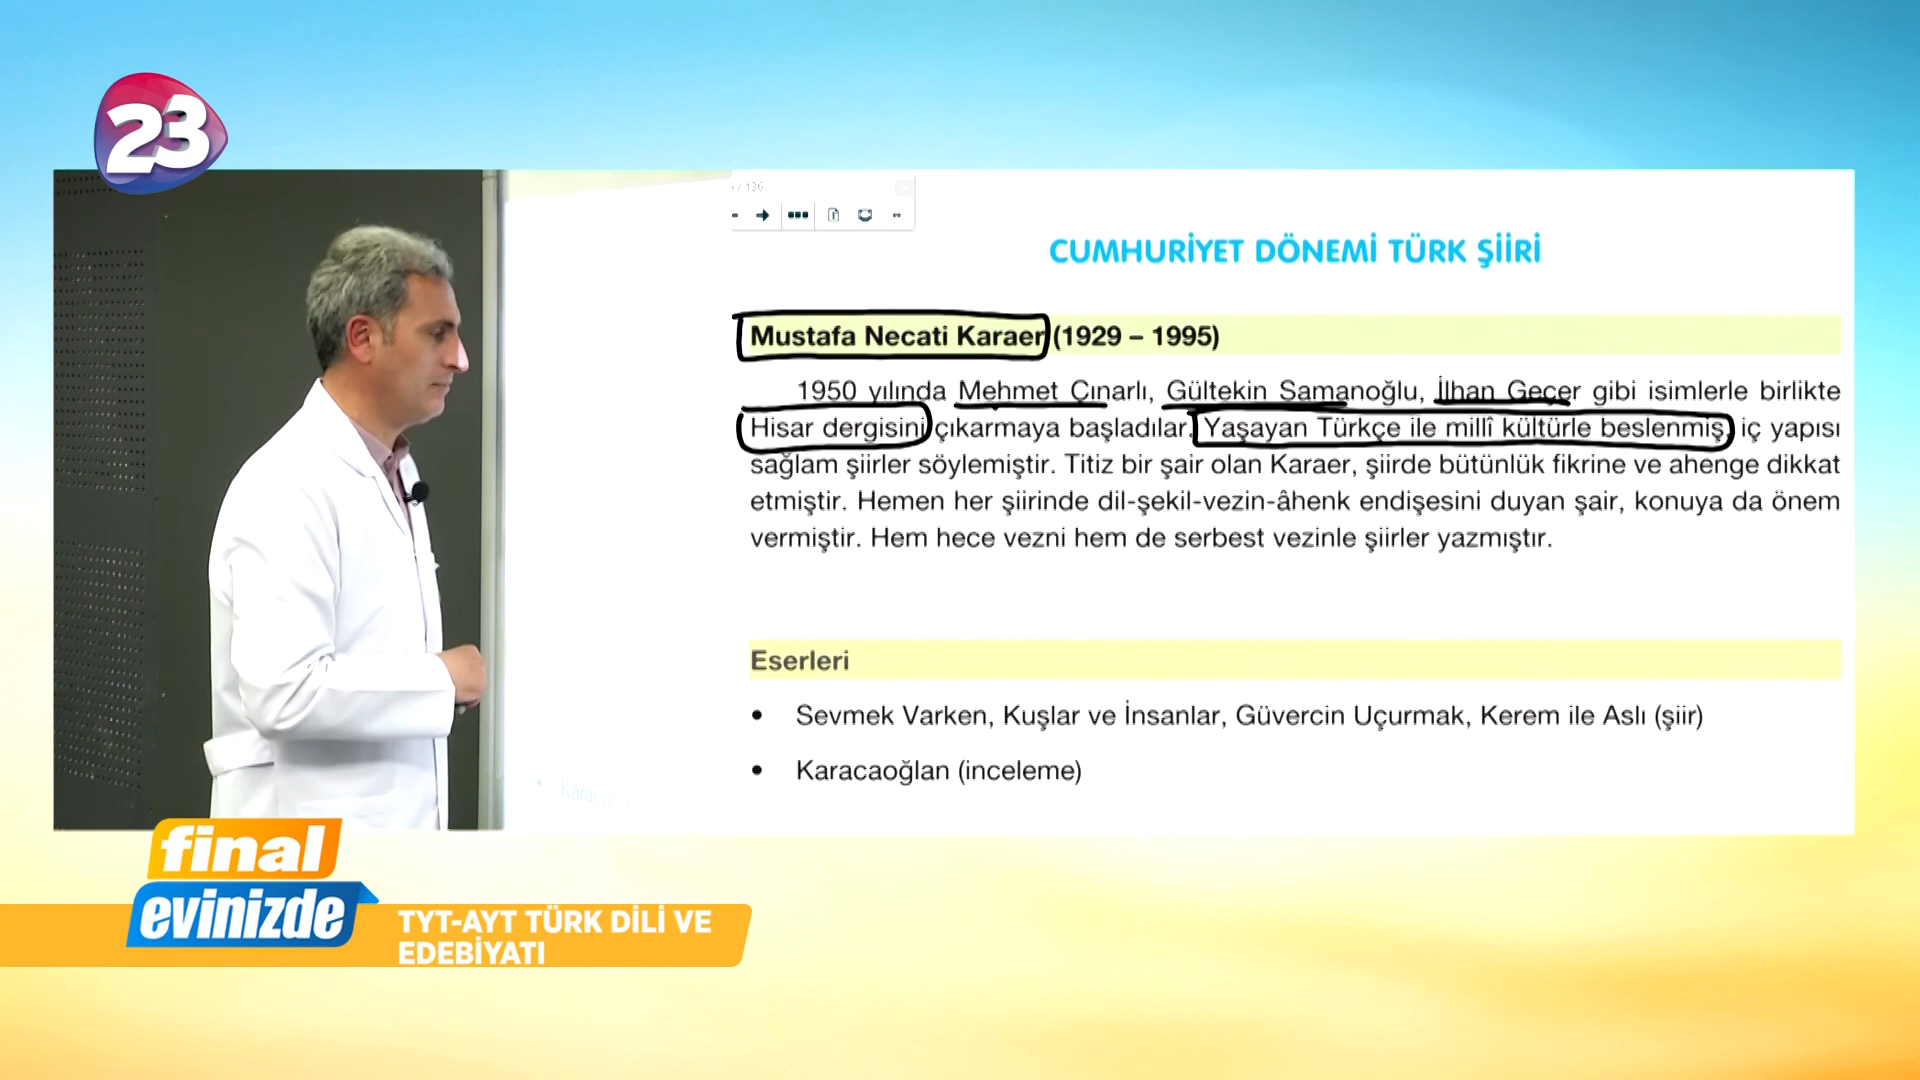 23
/ 136
CUMHURİYET DÖNEMİ TÜRK ŞİİRİ
Mustafa Necati Karaer (1929 – 1995)
1950 yılında Mehmet Çınarlı, Gültekin Samanoğlu, İlhan Geçer gibi isimlerle birlikte
Hisar dergisini çıkarmaya başladılar. Yaşayan Türkçe ile millî kültürle beslenmiş, iç yapısı
sağlam şiirler söylemiştir. Titiz bir şair olan Karaer, şiirde bütünlük fikrine ve ahenge dikkat
etmiştir. Hemen her şiirinde dil-şekil-vezin-âhenk endişesini duyan şair, konuya da önem
vermiştir. Hem hece vezni hem de serbest vezinle şiirler yazmıştır.
Eserleri
• Sevmek Varken, Kuşlar ve İnsanlar, Güvercin Uçurmak, Kerem ile Aslı (şiir)
• Karacaoğlan (inceleme)
final
evinizde
TYT-AYT TÜRK DİLİ VE
EDEBİYATI